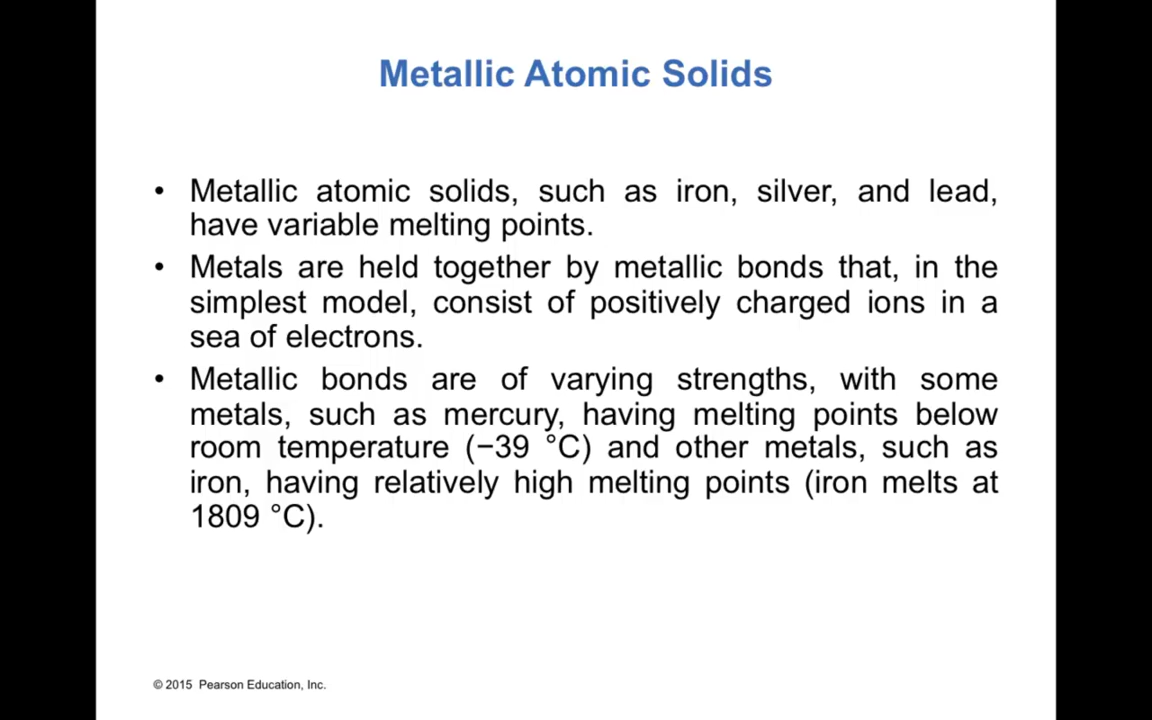 Metallic Atomic Solids
• Metallic atomic solids, such as iron, silver, and lead,
have variable melting points.
• Metals are held together by metallic bonds that, in the
simplest model, consist of positively charged ions in a
sea of electrons.
• Metallic bonds are of varying strengths, with some
metals, such as mercury, having melting points below
room temperature (−39 °C) and other metals, such as
iron, having relatively high melting points (iron melts at
1809 °C).
© 2015 Pearson Education, Inc.